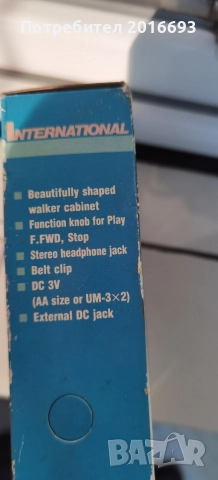 Потребител 2016693
INTERNATIONAL
Beautifully shaped
walker cabinet
Function knob for Play
F.FWD, Stop
Stereo headphone jack
Belt clip
DC 3V
(AA size or UM-3×2)
External DC jack
BAZAR